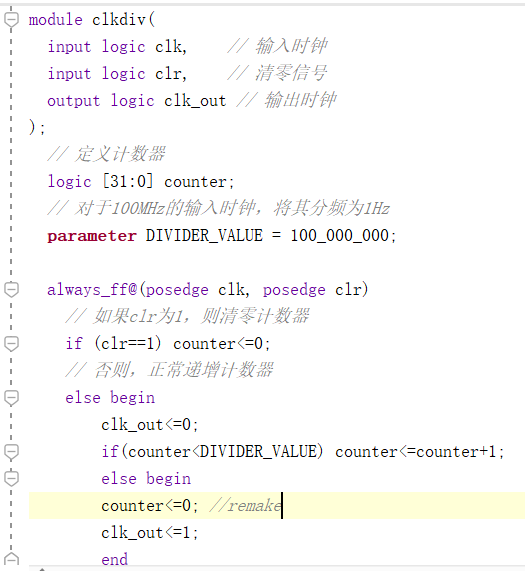 module clkdiv(
input logic clk, // 输入时钟
input logic clr, // 清零信号
output logic clk_out // 输出时钟
);
// 定义计数器
logic [31:0] counter;
// 对于100MHz的输入时钟，将其分频为1Hz
parameter DIVIDER_VALUE = 100_000_000;
always_ff@(posedge clk, posedge clr)
// 如果clr为1，则清零计数器
if (clr==1) counter<=0;
// 否则，正常递增计数器
else begin
clk_out<=0;
if(counter<DIVIDER_VALUE) counter<=counter+1;
else begin
counter<=0; //remake
clk_out<=1;
end